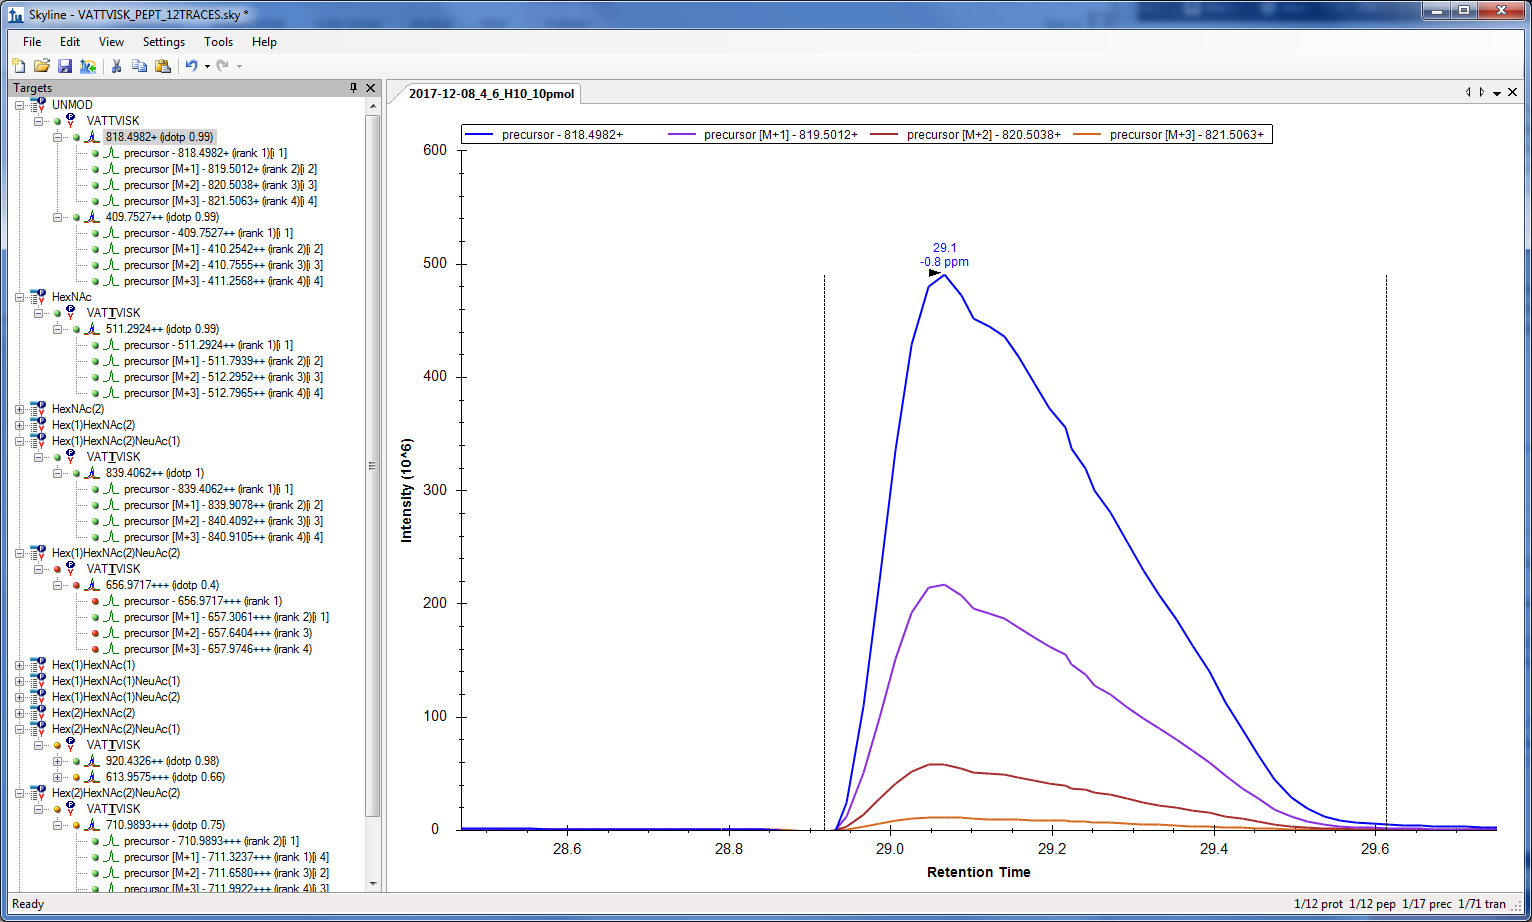 Skyline - VATTVISK_PEPT_12TRACES.sky *
File Edit View Settings Tools Help
Targets
UNMOD
VATTVISK
818.4982+ (idotp 0.99)
precursor - 818.4982+ (irank 1)[i 1]
precursor [M+1] - 819.5012+ (irank 2)[i 2]
precursor [M+2] - 820.5038+ (irank 3)[i 3]
precursor [M+3] - 821.5063+ (irank 4)[i 4]
409.7527++ (idotp 0.99)
precursor - 409.7527++ (irank 1)[i 1]
precursor [M+1] - 410.2542++ (irank 2)[i 2]
precursor [M+2] - 410.7555++ (irank 3)[i 3]
precursor [M+3] - 411.2568++ (irank 4)[i 4]
HexNAc
VATTVISK
511.2924++ (idotp 0.99)
precursor - 511.2924++ (irank 1)[i 1]
precursor [M+1] - 511.7939++ (irank 2)[i 2]
precursor [M+2] - 512.2952++ (irank 3)[i 3]
precursor [M+3] - 512.7965++ (irank 4)[i 4]
HexNAc(2)
Hex(1)HexNAc(2)
Hex(1)HexNAc(2)NeuAc(1)
VATTVISK
839.4062++ (idotp 1)
precursor - 839.4062++ (irank 1)[i 1]
precursor [M+1] - 839.9078++ (irank 2)[i 2]
precursor [M+2] - 840.4092++ (irank 3)[i 3]
precursor [M+3] - 840.9105++ (irank 4)[i 4]
Hex(1)HexNAc(2)NeuAc(2)
VATTVISK
656.9717+++ (idotp 0.4)
precursor - 656.9717+++ (irank 1)
precursor [M+1] - 657.3061+++ (irank 2)[i 1]
precursor [M+2] - 657.6404+++ (irank 3)
precursor [M+3] - 657.9746+++ (irank 4)
Hex(1)HexNAc(1)
Hex(1)HexNAc(1)NeuAc(1)
Hex(1)HexNAc(1)NeuAc(2)
Hex(2)HexNAc(2)
Hex(2)HexNAc(2)NeuAc(1)
VATTVISK
920.4326++ (idotp 0.98)
613.9575+++ (idotp 0.66)
Hex(2)HexNAc(2)NeuAc(2)
VATTVISK
710.9893+++ (idotp 0.75)
precursor - 710.9893+++ (irank 2)[i 1]
precursor [M+1] - 711.3237+++ (irank 1)[i 4]
precursor [M+2] - 711.6580+++ (irank 3)[i 2]
precursor [M+3] - 711.9922+++ (irank 4)[i 3]
2017-12-08_4_6_H10_10pmol
precursor - 818.4982+ precursor [M+1] - 819.5012+ precursor [M+2] - 820.5038+ precursor [M+3] - 821.5063+
600
500
400
300
200
100
0
Intensity (10^6)
29.1
-0.8 ppm
28.6 28.8 29.0 29.2 29.4 29.6
Retention Time
Ready
1/12 prot 1/12 pep 1/17 prec 1/71 tran